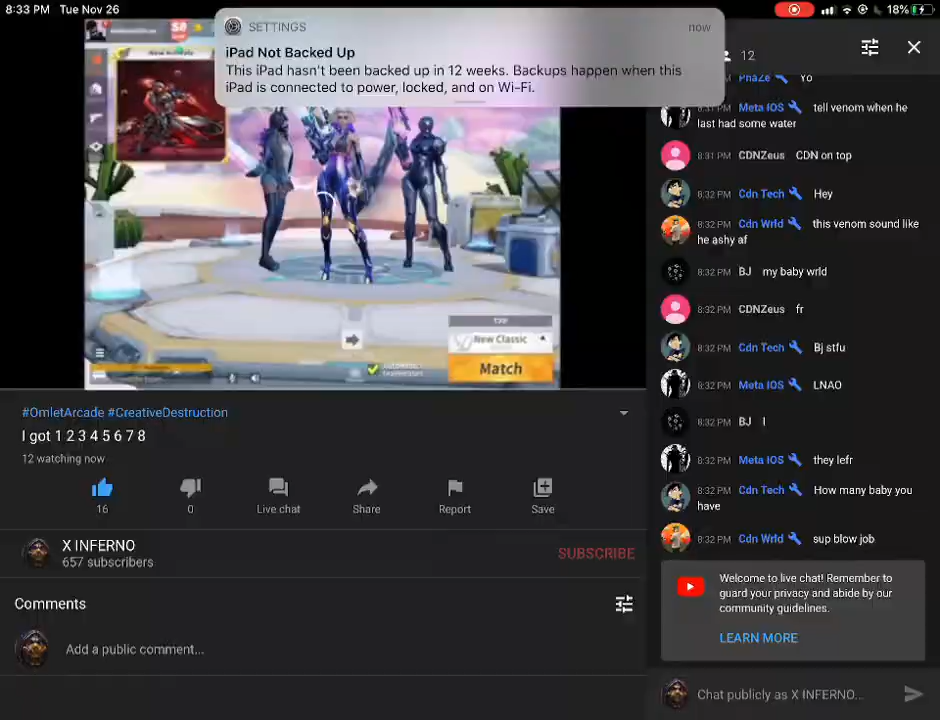 8:33 PM Tue Nov 26
18%
SETTINGS
now
iPad Not Backed Up
This iPad hasn't been backed up in 12 weeks. Backups happen when this
iPad is connected to power, locked, and on Wi-Fi.
New Classic
Match
#OmletArcade #CreativeDestruction
I got 1 2 3 4 5 6 7 8
12 watching now
16
0
Live chat
Share
Report
Save
X INFERNO
657 subscribers
SUBSCRIBE
Comments
Add a public comment...
12
PhaZe Yo
8:31 PM Meta IOS tell venom when he
last had some water
8:31 PM CDNZeus CDN on top
8:32 PM Cdn Tech Hey
8:32 PM Cdn Wrld this venom sound like
he ashy af
8:32 PM BJ my baby wrld
8:32 PM CDNZeus fr
8:32 PM Cdn Tech Bj stfu
8:32 PM Meta IOS LNAO
8:32 PM BJ I
8:32 PM Meta IOS they lefr
8:32 PM Cdn Tech How many baby you
have
8:32 PM Cdn Wrld sup blow job
Welcome to live chat! Remember to
guard your privacy and abide by our
community guidelines.
LEARN MORE
Chat publicly as X INFERNO...